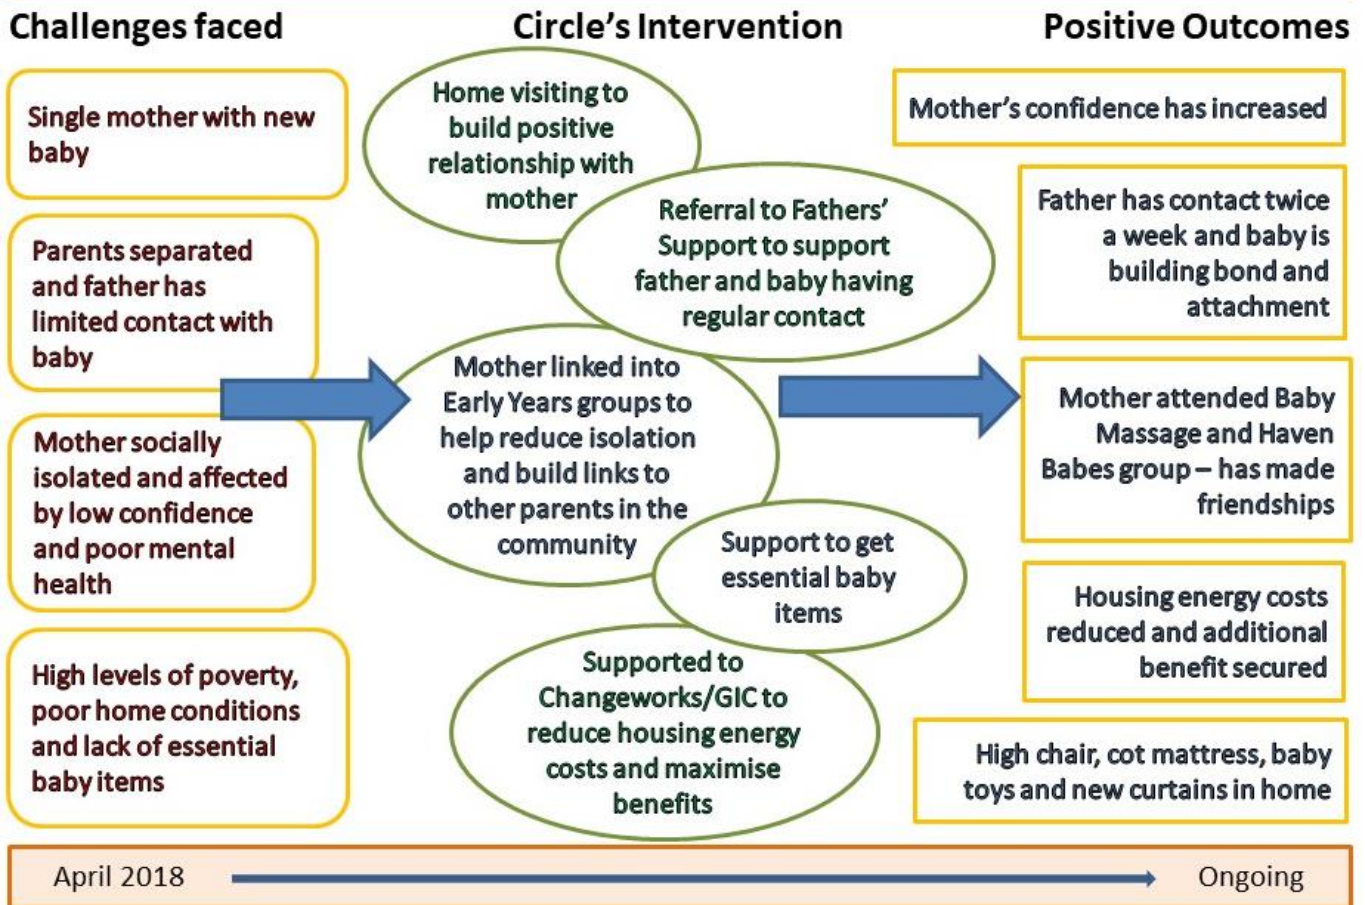 Challenges faced
Single mother with new
baby
Parents separated
and father has
limited contact with
baby
Mother socially
isolated and affected
by low confidence
and poor mental
health
High levels of poverty,
poor home conditions
and lack of essential
baby items
Circle's Intervention
Home visiting to
build positive
relationship with
mother
Referral to Fathers'
Support to support
father and baby having
regular contact
Mother linked into
Early Years groups to
help reduce isolation
and build links to
other parents in the
community
Support to get
essential baby
items
Supported to
Changeworks/GIC to
reduce housing energy
costs and maximise
benefits
Positive Outcomes
Mother's confidence has increased
Father has contact twice
a week and baby is
building bond and
attachment
Mother attended Baby
Massage and Haven
Babes group – has made
friendships
Housing energy costs
reduced and additional
benefit secured
High chair, cot mattress, baby
toys and new curtains in home
April 2018
Ongoing